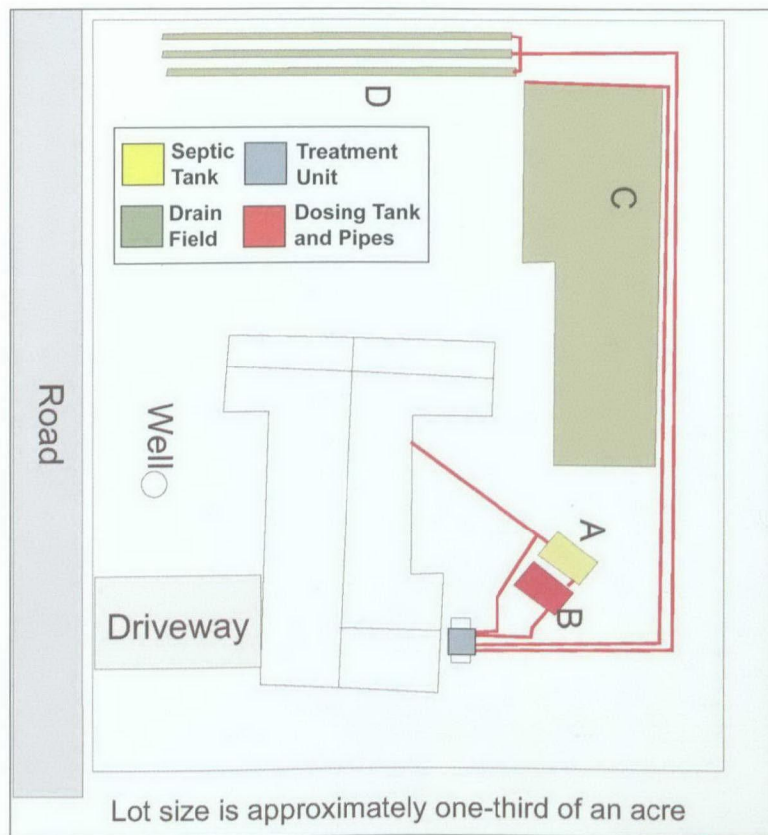 D
Septic
Tank
Treatment
Unit
Drain
Field
Dosing Tank
and Pipes
C
Road
Well
A
B
Driveway
Lot size is approximately one-third of an acre